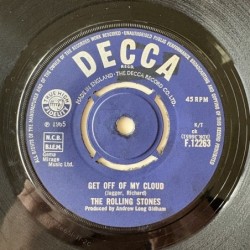 DECCA
MADE IN ENGLAND · THE DECCA RECORD CO. LTD.
45 RPM
℗ 1965
N.C.B.
B.I.E.M.
Gema
Mirage
Music Ltd.
K/T
F.12263
GET OFF OF MY CLOUD
(Jagger, Richard)
THE ROLLING STONES
Produced by Andrew Loog Oldham